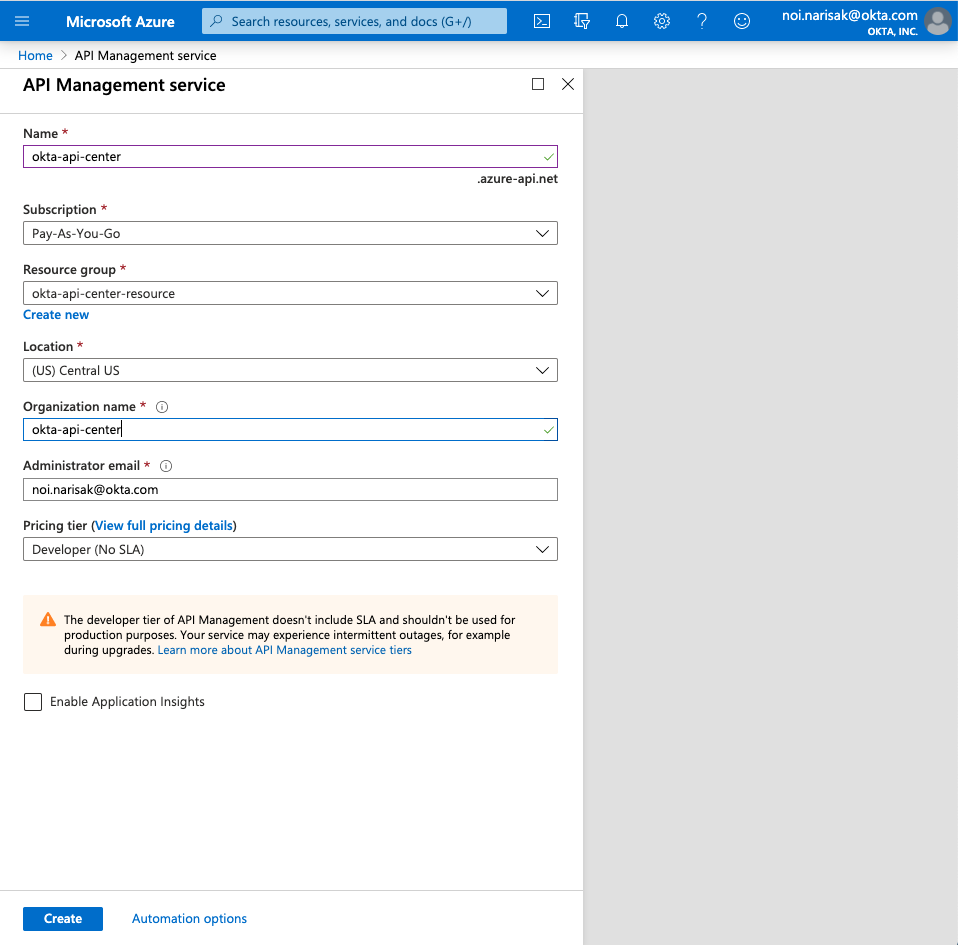 Microsoft Azure
Search resources, services, and docs (G+/)
noi.narisak@okta.com
OKTA, INC.
Home > API Management service
API Management service
Name *
okta-api-center
.azure-api.net
Subscription *
Pay-As-You-Go
Resource group *
okta-api-center-resource
Create new
Location *
(US) Central US
Organization name *
okta-api-center
Administrator email *
noi.narisak@okta.com
Pricing tier (View full pricing details)
Developer (No SLA)
The developer tier of API Management doesn't include SLA and shouldn't be used for
production purposes. Your service may experience intermittent outages, for example
during upgrades. Learn more about API Management service tiers
Enable Application Insights
Create
Automation options